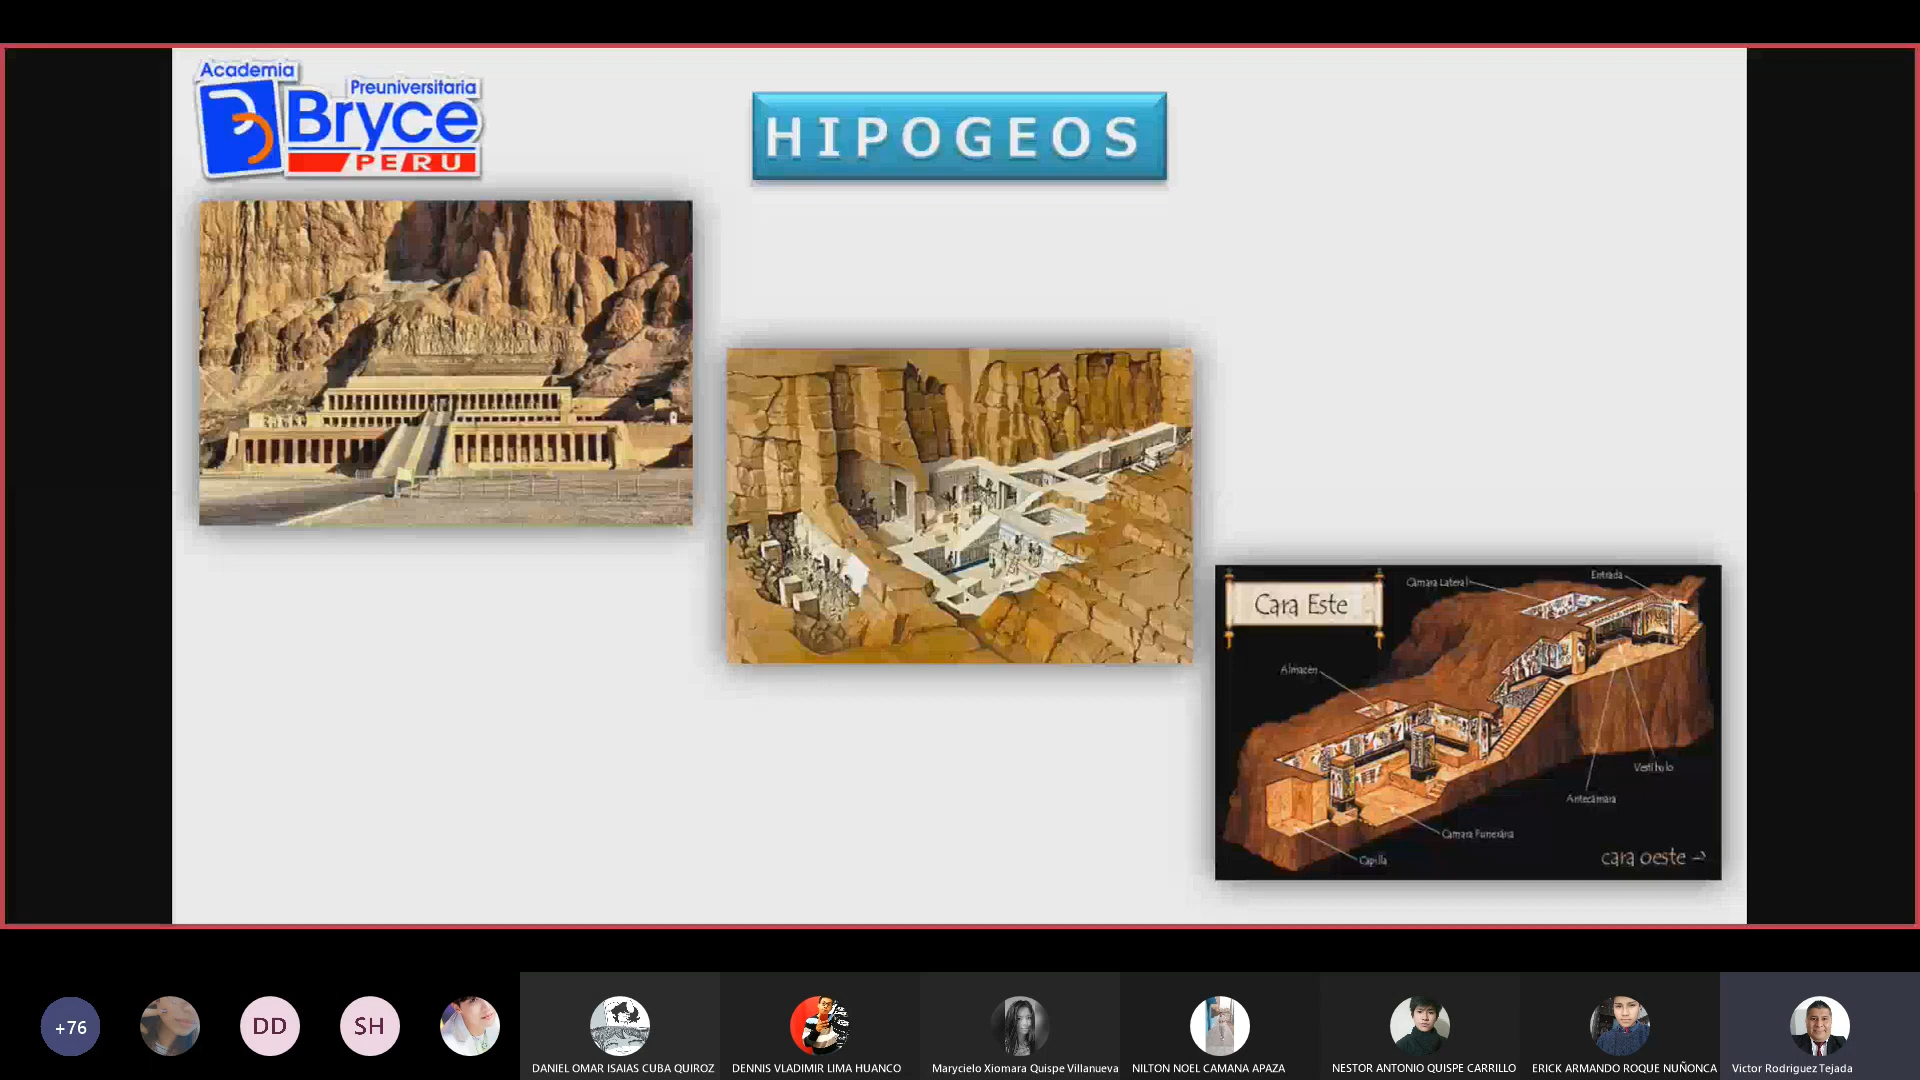 Academia
Preuniversitaria
Bryce
PERU
HIPOGEOS
Cara Este
Cámara Lateral
Entrada
Almacén
Vestíbulo
Antecámara
Cámara Funeraria
Capilla
cara oeste
+76
DD
SH
DANIEL OMAR ISAIAS CUBA QUIROZ
DENNIS VLADIMIR LIMA HUANCO
Marycielo Xiomara Quispe Villanueva
NILTON NOEL CAMANA APAZA
NESTOR ANTONIO QUISPE CARRILLO
ERICK ARMANDO ROQUE NUÑONCA
Victor Rodriguez Tejada